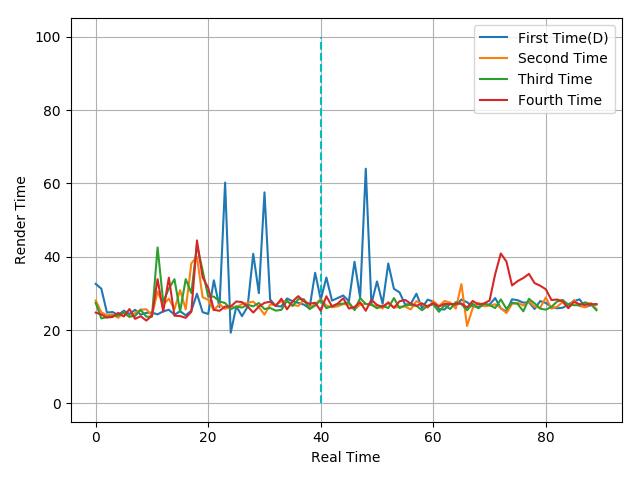 100
80
60
40
20
0
Render Time
First Time(D)
Second Time
Third Time
Fourth Time
0 20 40 60 80
Real Time